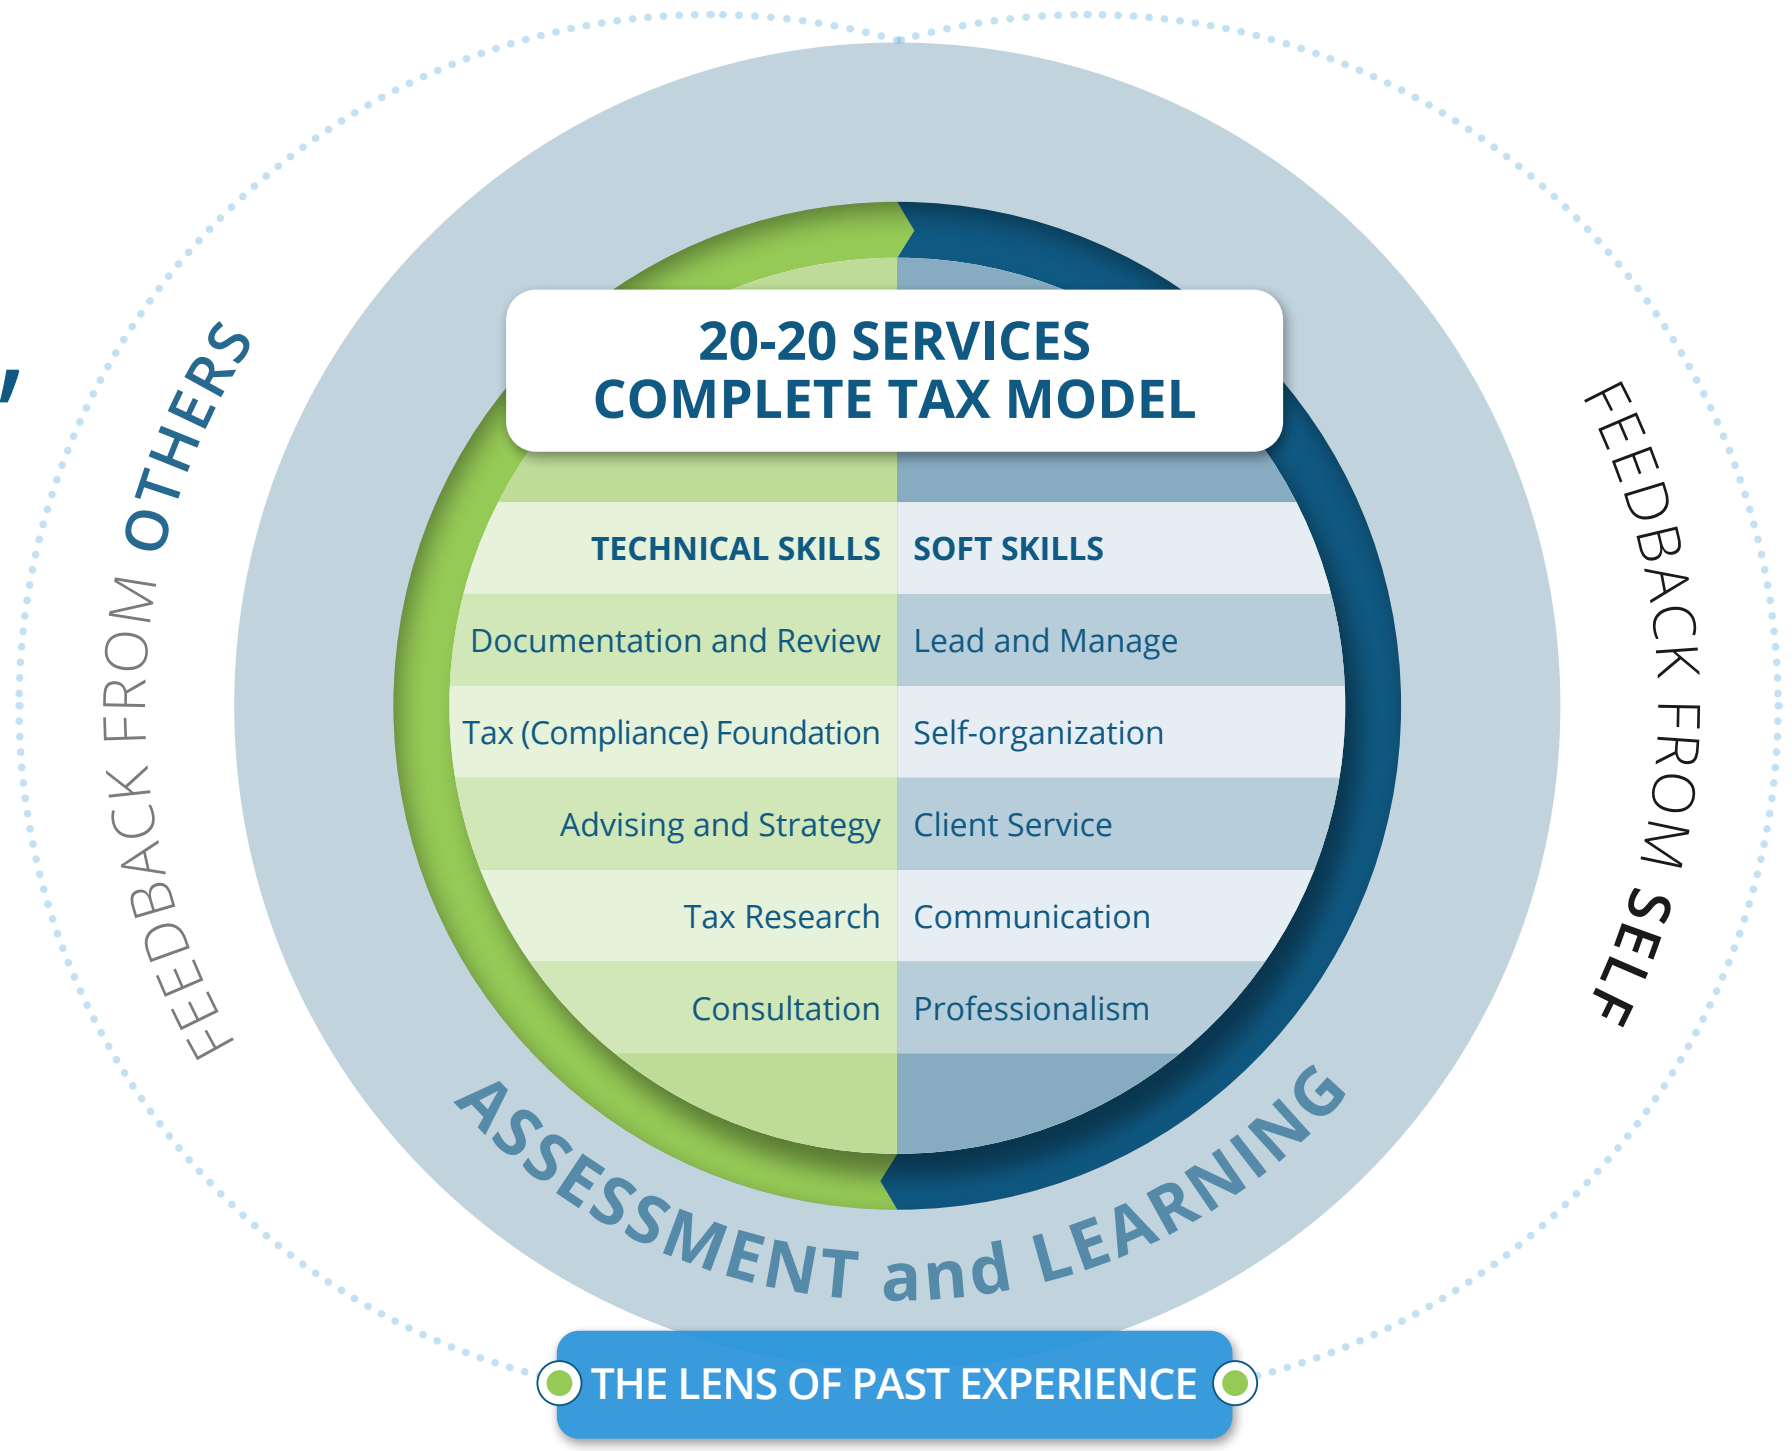 20-20 SERVICES
COMPLETE TAX MODEL
TECHNICAL SKILLS SOFT SKILLS
Documentation and Review Lead and Manage
Tax (Compliance) Foundation Self-organization
Advising and Strategy Client Service
Tax Research Communication
Consultation Professionalism
FEEDBACK FROM OTHERS
FEEDBACK FROM SELF
ASSESSMENT and LEARNING
THE LENS OF PAST EXPERIENCE